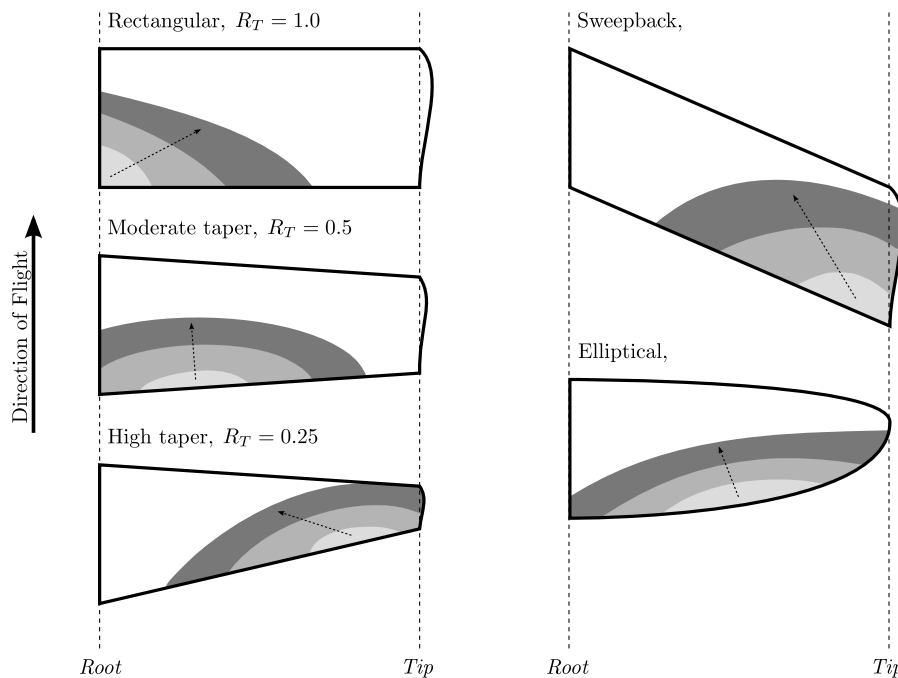 Rectangular, R_T = 1.0
Sweepback,
Moderate taper, R_T = 0.5
Direction of Flight
Elliptical,
High taper, R_T = 0.25
Root
Tip
Root
Tip